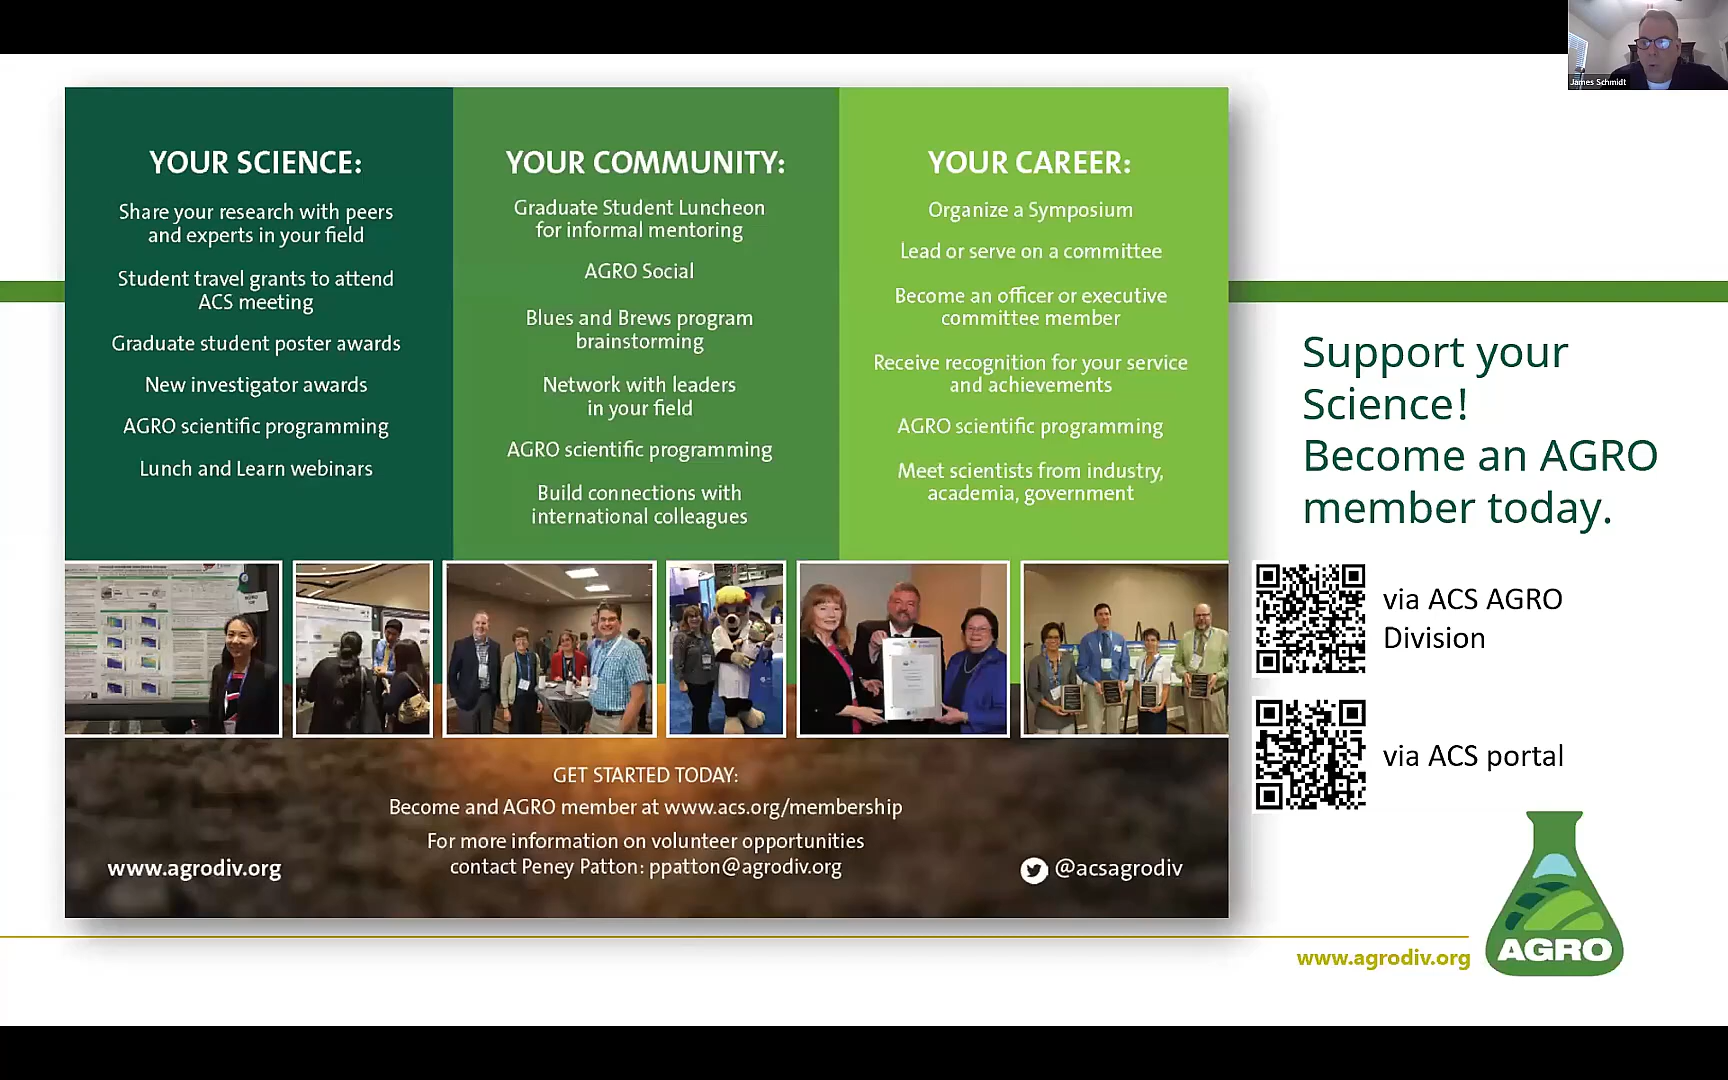 James Schmidt
YOUR SCIENCE:
Share your research with peers
and experts in your field
Student travel grants to attend
ACS meeting
Graduate student poster awards
New investigator awards
AGRO scientific programming
Lunch and Learn webinars
YOUR COMMUNITY:
Graduate Student Luncheon
for informal mentoring
AGRO Social
Blues and Brews program
brainstorming
Network with leaders
in your field
AGRO scientific programming
Build connections with
international colleagues
YOUR CAREER:
Organize a Symposium
Lead or serve on a committee
Become an officer or executive
committee member
Receive recognition for your service
and achievements
AGRO scientific programming
Meet scientists from industry,
academia, government
GET STARTED TODAY:
Become and AGRO member at www.acs.org/membership
For more information on volunteer opportunities
contact Peney Patton: ppatton@agrodiv.org
www.agrodiv.org
@acsagrodiv
Support your
Science!
Become an AGRO
member today.
via ACS AGRO
Division
via ACS portal
www.agrodiv.org
AGRO